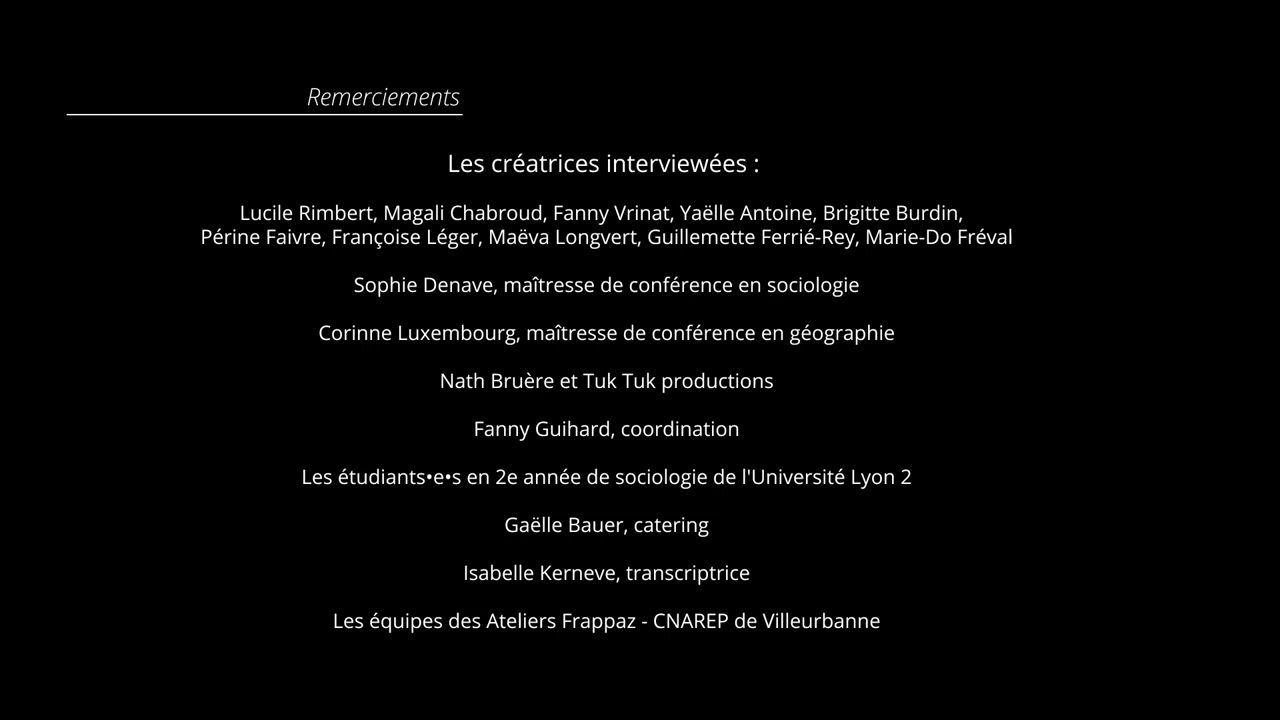 Remerciements
Les créatrices interviewées :
Lucile Rimbert, Magali Chabroud, Fanny Vrinat, Yaëlle Antoine, Brigitte Burdin,
Périne Faivre, Françoise Léger, Maëva Longvert, Guillemette Ferrié-Rey, Marie-Do Fréval
Sophie Denave, maîtresse de conférence en sociologie
Corinne Luxembourg, maîtresse de conférence en géographie
Nath Bruère et Tuk Tuk productions
Fanny Guihard, coordination
Les étudiants•e•s en 2e année de sociologie de l'Université Lyon 2
Gaëlle Bauer, catering
Isabelle Kerneve, transcriptrice
Les équipes des Ateliers Frappaz - CNAREP de Villeurbanne